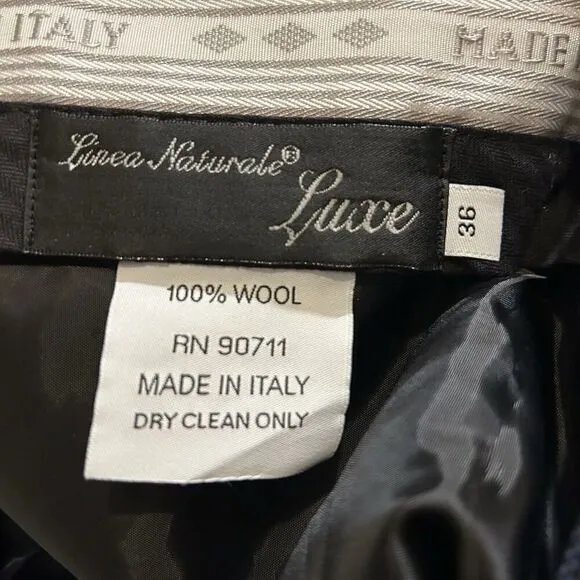 ITALY MADE
Linea Naturale®
Luxe
36
100% WOOL
RN 90711
MADE IN ITALY
DRY CLEAN ONLY